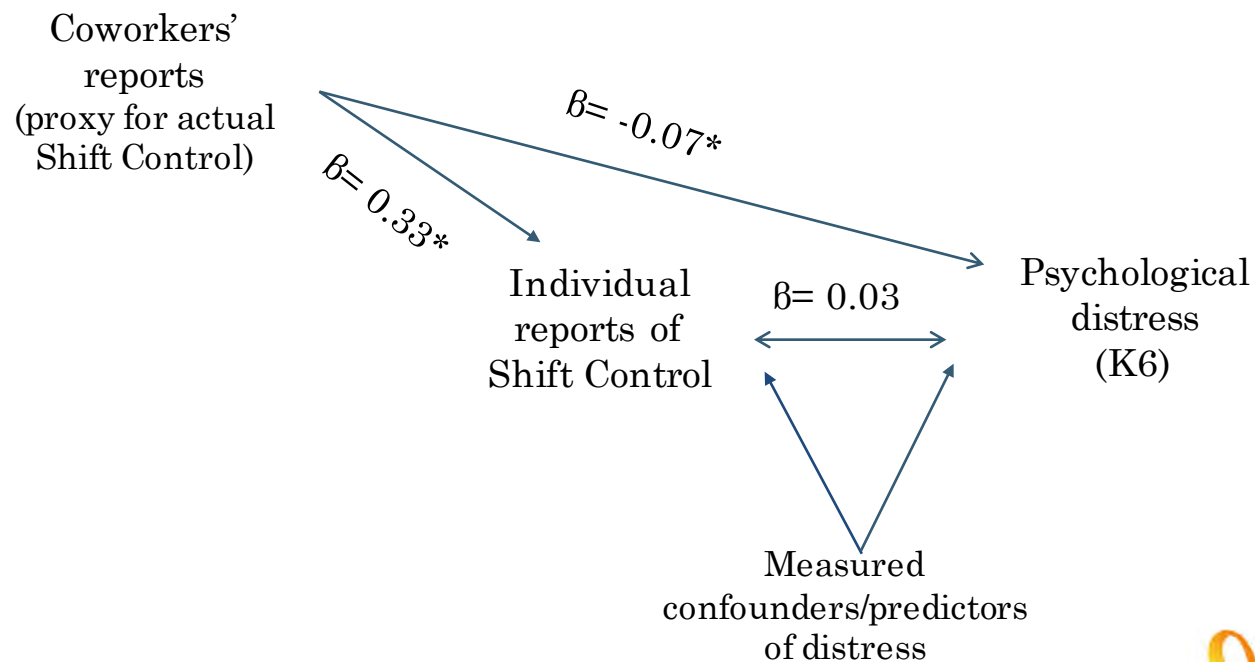 Coworkers'
reports
(proxy for actual
Shift Control)
β= -0.07*
β= 0.33*
Individual
reports of
Shift Control
β= 0.03
Psychological
distress
(K6)
Measured
confounders/predictors
of distress